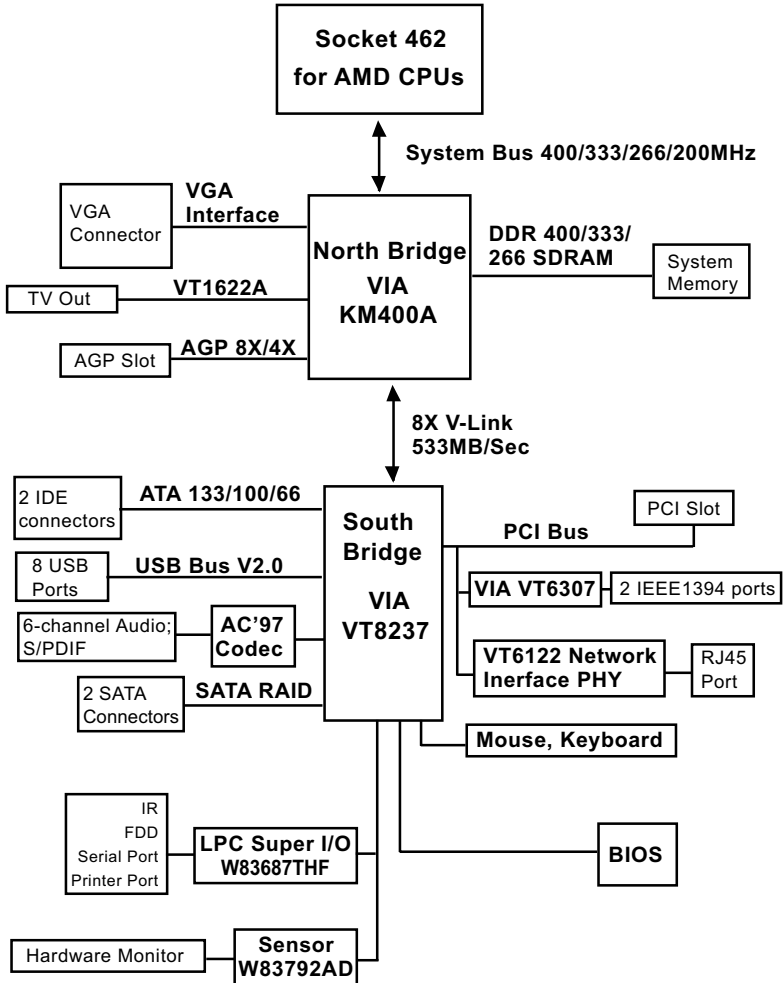 Socket 462
for AMD CPUs
System Bus 400/333/266/200MHz
VGA
Connector
VGA
Interface
North Bridge
VIA
KM400A
DDR 400/333/
266 SDRAM
System
Memory
TV Out
VT1622A
AGP Slot
AGP 8X/4X
8X V-Link
533MB/Sec
2 IDE
connectors
ATA 133/100/66
South
Bridge
VIA
VT8237
PCI Bus
PCI Slot
8 USB
Ports
USB Bus V2.0
VIA VT6307
2 IEEE1394 ports
6-channel Audio;
S/PDIF
AC’97
Codec
VT6122 Network
Inerface PHY
RJ45
Port
2 SATA
Connectors
SATA RAID
Mouse, Keyboard
IR
FDD
Serial Port
Printer Port
LPC Super I/O
W83687THF
BIOS
Hardware Monitor
Sensor
W83792AD